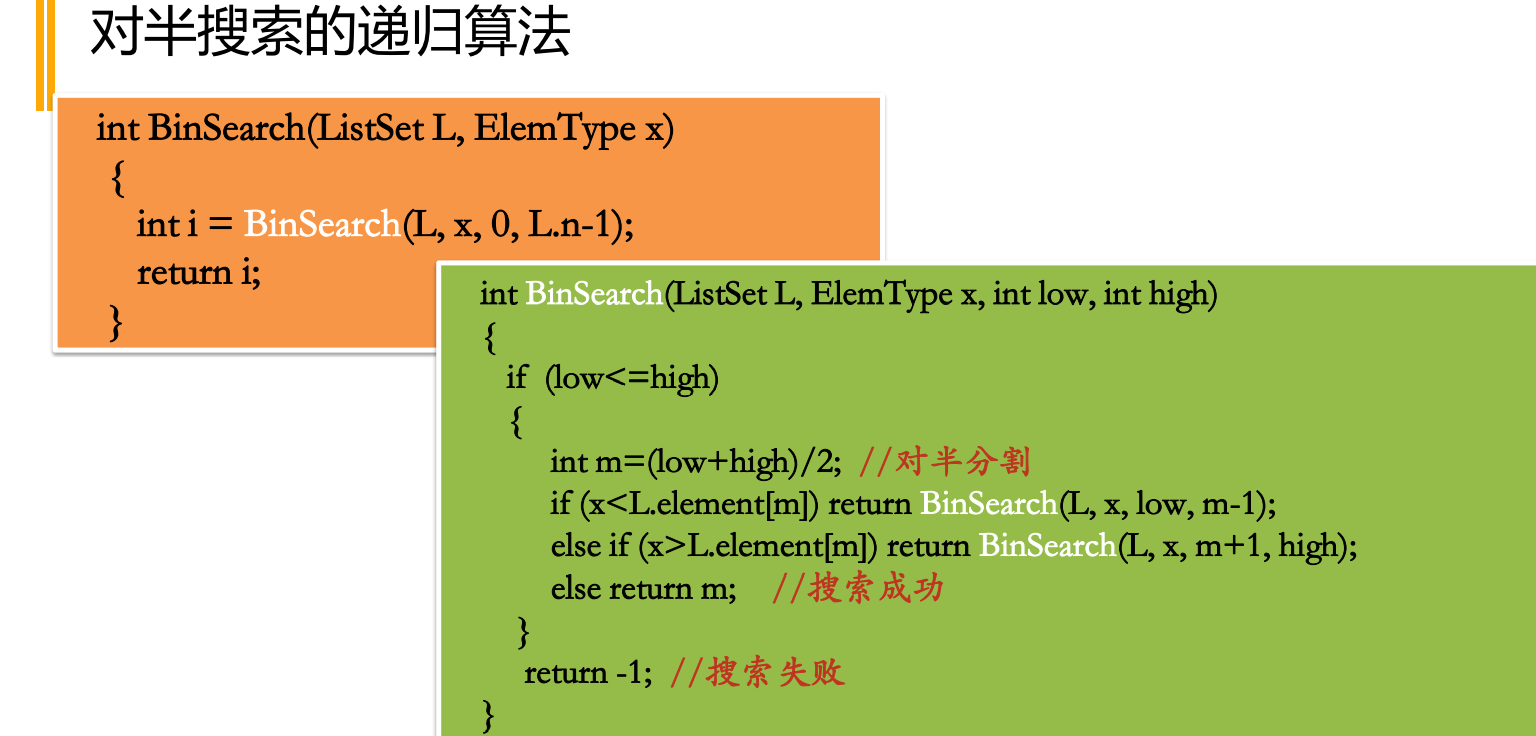 对半搜索的递归算法
int BinSearch(ListSet L, ElemType x)
{
int i = BinSearch(L, x, 0, L.n-1);
return i;
}
int BinSearch(ListSet L, ElemType x, int low, int high)
{
if (low<=high)
{
int m=(low+high)/2; //对半分割
if (x<L.element[m]) return BinSearch(L, x, low, m-1);
else if (x>L.element[m]) return BinSearch(L, x, m+1, high);
else return m; //搜索成功
}
return -1; //搜索失败
}